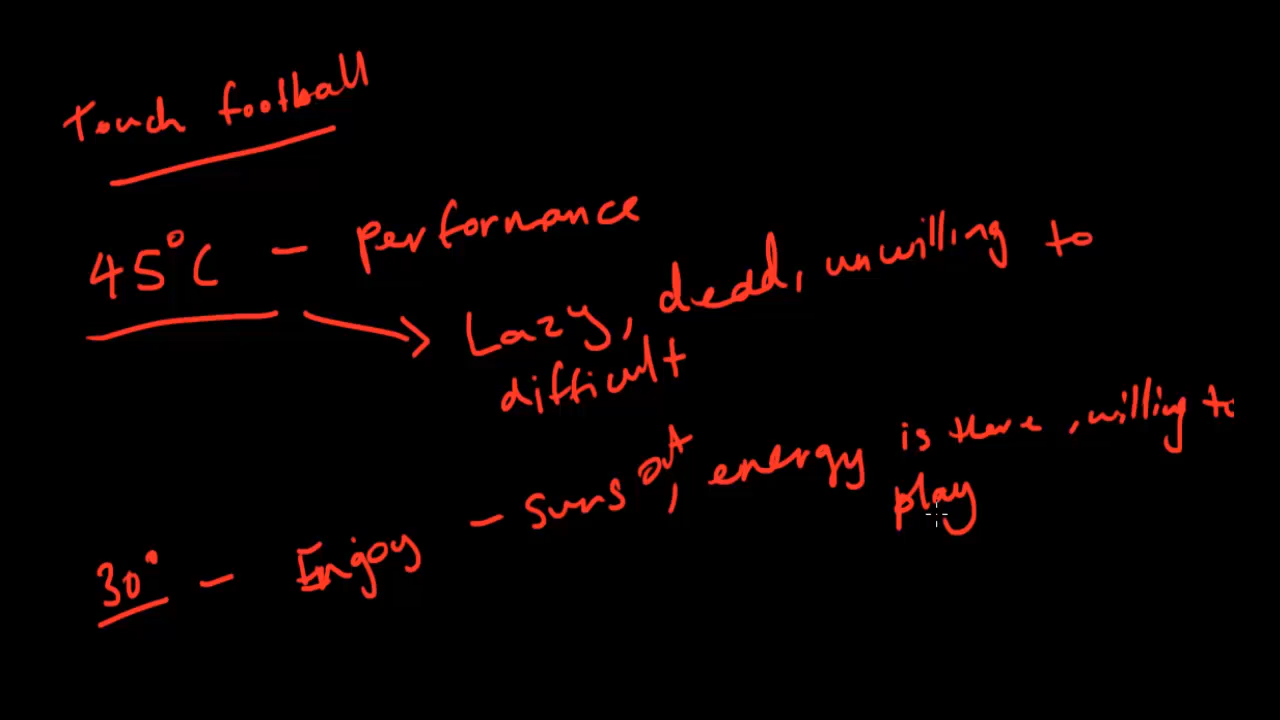 Touch football
45°C - performance
Lazy, dead, unwilling to
difficult
30° - Enjoy - suns out, energy is there, willing to
play